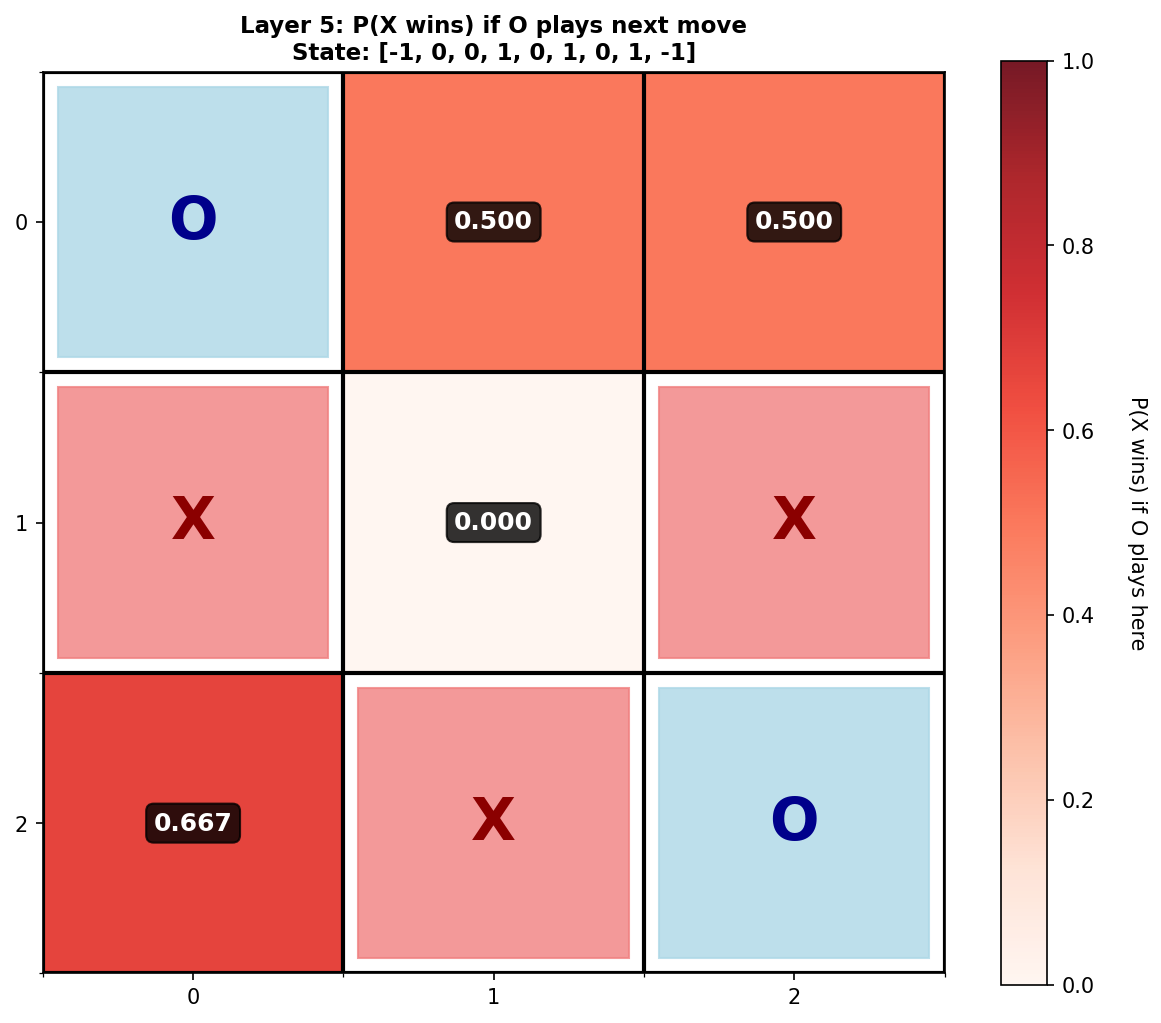 Layer 5: P(X wins) if O plays next move
State: [-1, 0, 0, 1, 0, 1, 0, 1, -1]
0
O
0.500
0.500
1
X
0.000
X
2
0.667
X
O
0
1
2
1.0
0.8
0.6
0.4
0.2
0.0
P(X wins) if O plays here